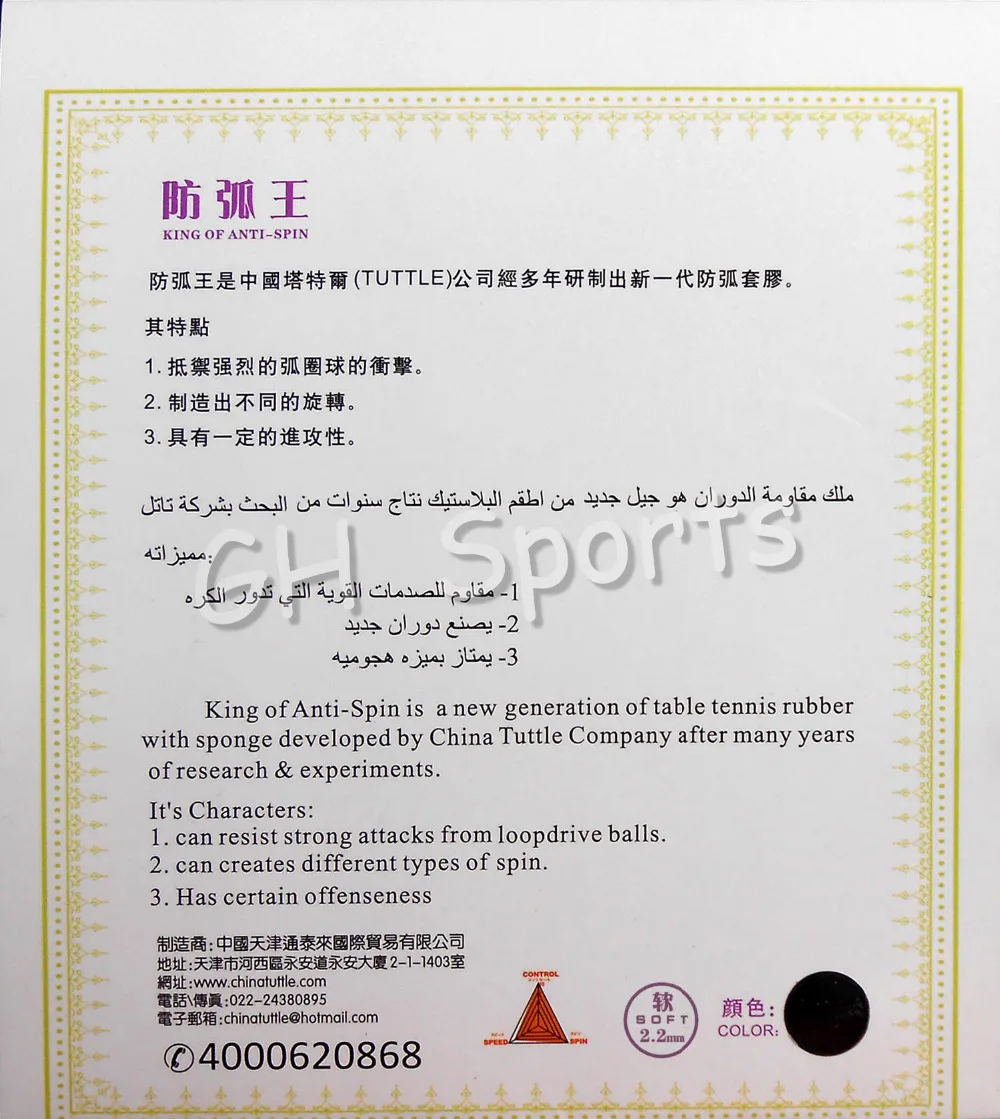 防弧王
KING OF ANTI-SPIN
防弧王是中國塔特爾(TUTTLE)公司經多年研制出新一代防弧套膠。
其特點
1. 抵禦强烈的弧圈球的衝擊。
2. 制造出不同的旋轉。
3. 具有一定的進攻性。
ملك مقاومة الدوران هو جيل جديد من اطقم البلاستيك نتاج سنوات من البحث بشركة تاتل
مميزاته:
1- مقاوم للصدمات القوية التي تدور الكره
2- يصنع دوران جديد
3- يمتاز بميزه هجوميه
GH Sports
King of Anti-Spin is a new generation of table tennis rubber
with sponge developed by China Tuttle Company after many years
of research & experiments.
It's Characters:
1. can resist strong attacks from loopdrive balls.
2. can creates different types of spin.
3. Has certain offenseness
制造商:中國天津通泰來國際貿易有限公司
地址:天津市河西區永安道永安大廈2-1-1403室
網址:www.chinatuttle.com
電話\傳真:022-24380895
電子郵箱:chinatuttle@hotmail.com
✆4000620868
CONTROL
SPEED
SPIN
软
SOFT
2.2mm
顔色:
COLOR: